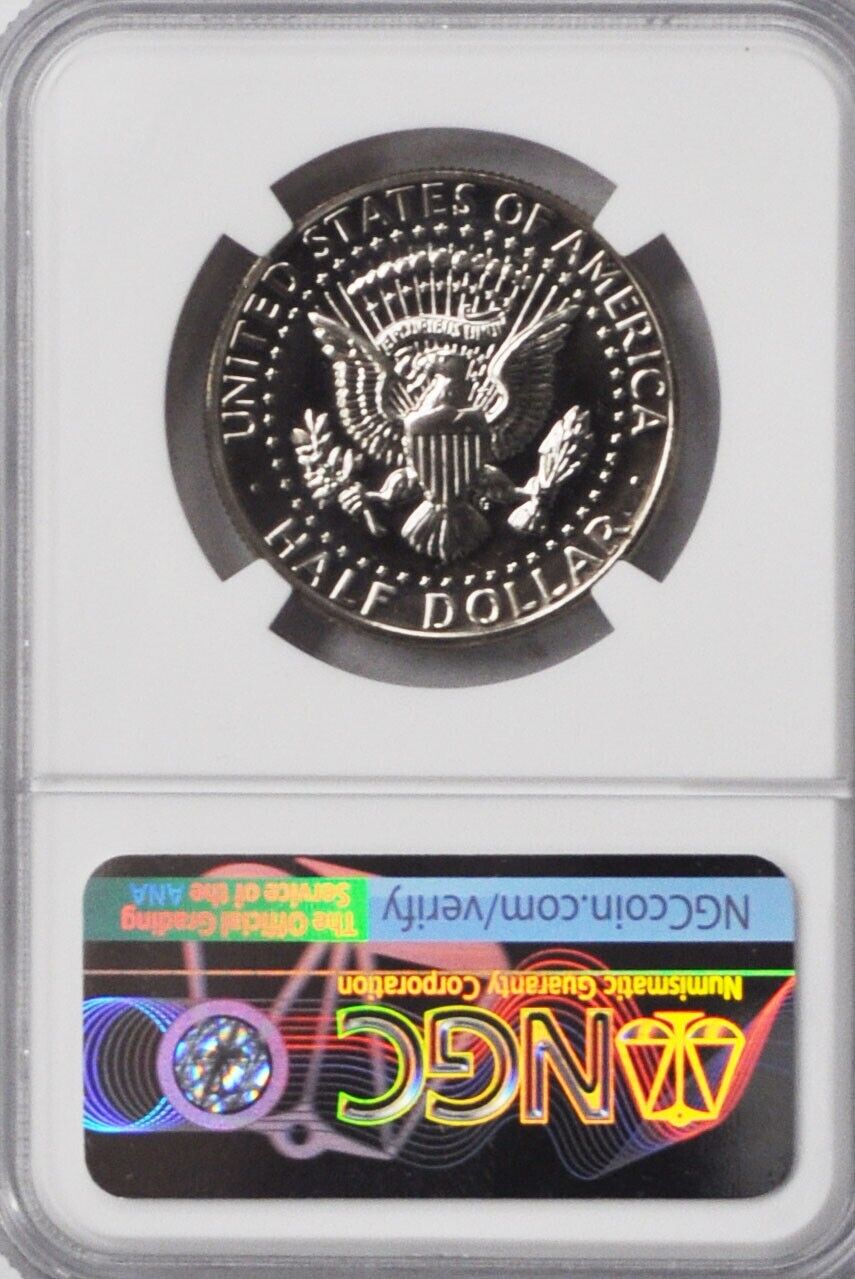 UNITED STATES OF AMERICA
E PLURIBUS UNUM
· HALF DOLLAR ·
NGCcoin.com/verify
The Official Grading
Service of the ANA
Numismatic Guaranty Corporation
NGC